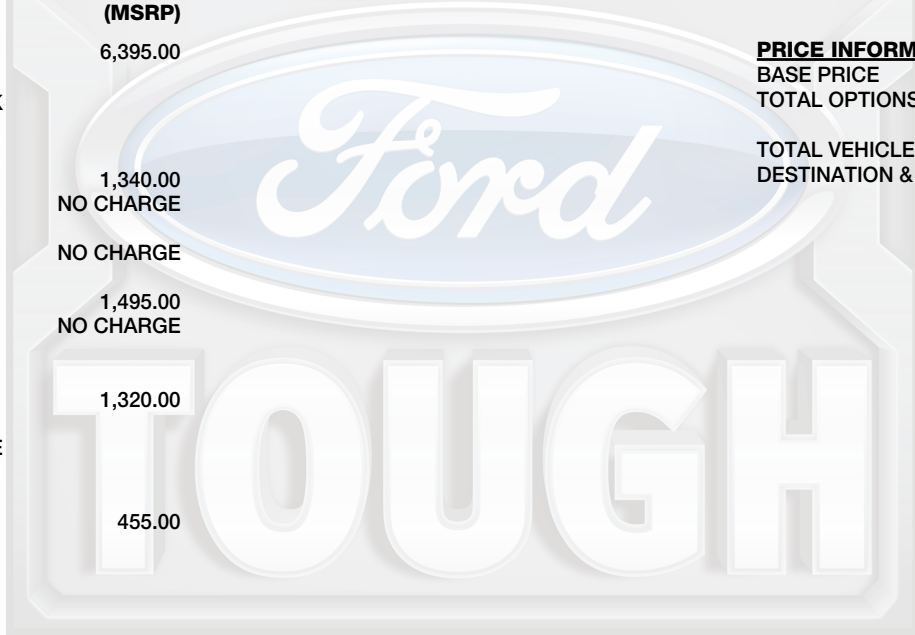 (MSRP)
6,395.00
1,340.00
NO CHARGE
NO CHARGE
1,495.00
NO CHARGE
1,320.00
455.00
PRICE INFORM
BASE PRICE
TOTAL OPTIONS
TOTAL VEHICLE
DESTINATION &
Ford
TOUGH